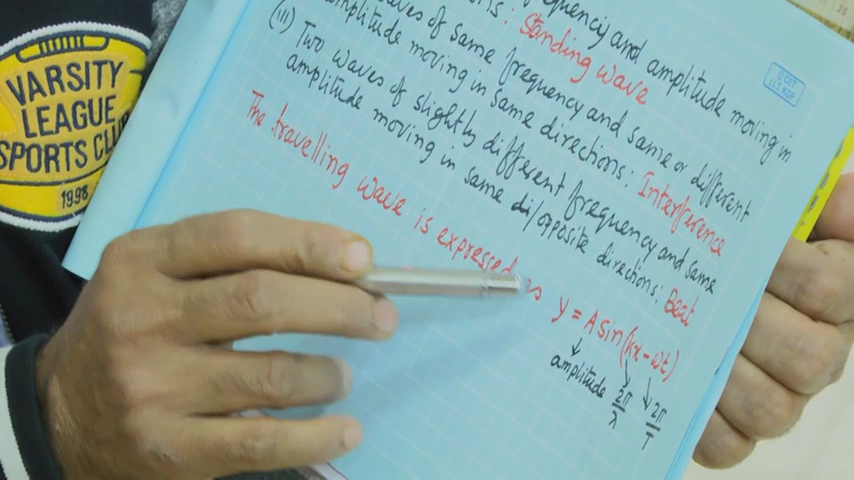 VARSITY
LEAGUE
SPORTS
1998
frequency and amplitude moving in
: Standing wave
waves of same frequency and same or different
amplitude moving in same directions: Interference
(iii) Two waves of slightly different frequency and same
amplitude moving in same di/opposite directions; Beat
The travelling wave is expressed as y = A sin(kx-ωt)
amplitude 2π/λ 2π/T